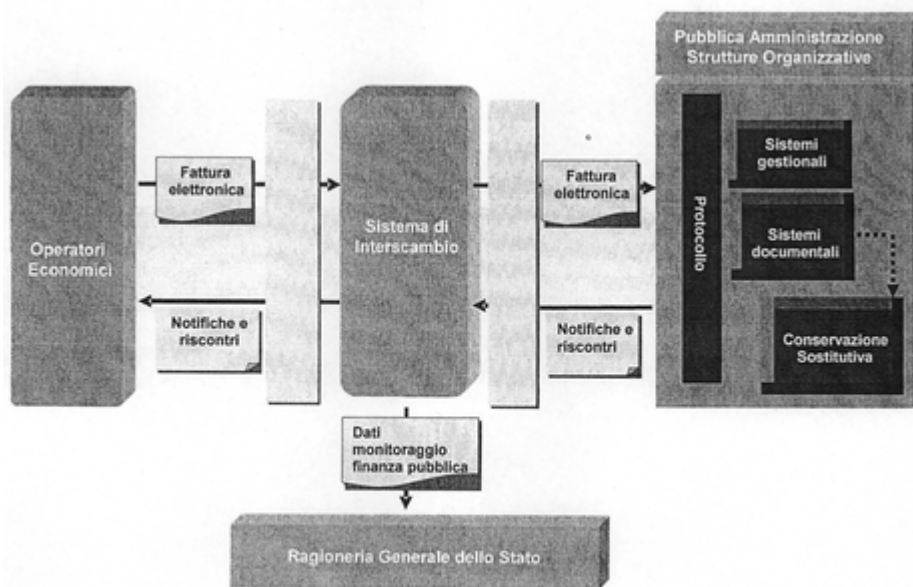 Pubblica Amministrazione
Strutture Organizzative
Operatori
Economici
Fattura
elettronica
Notifiche e
riscontri
Sistema di
Interscambio
Fattura
elettronica
Notifiche e
riscontri
Protocollo
Sistemi
gestionali
Sistemi
documentali
Conservazione
Sostitutiva
Dati
monitoraggio
finanza pubblica
Ragioneria Generale dello Stato